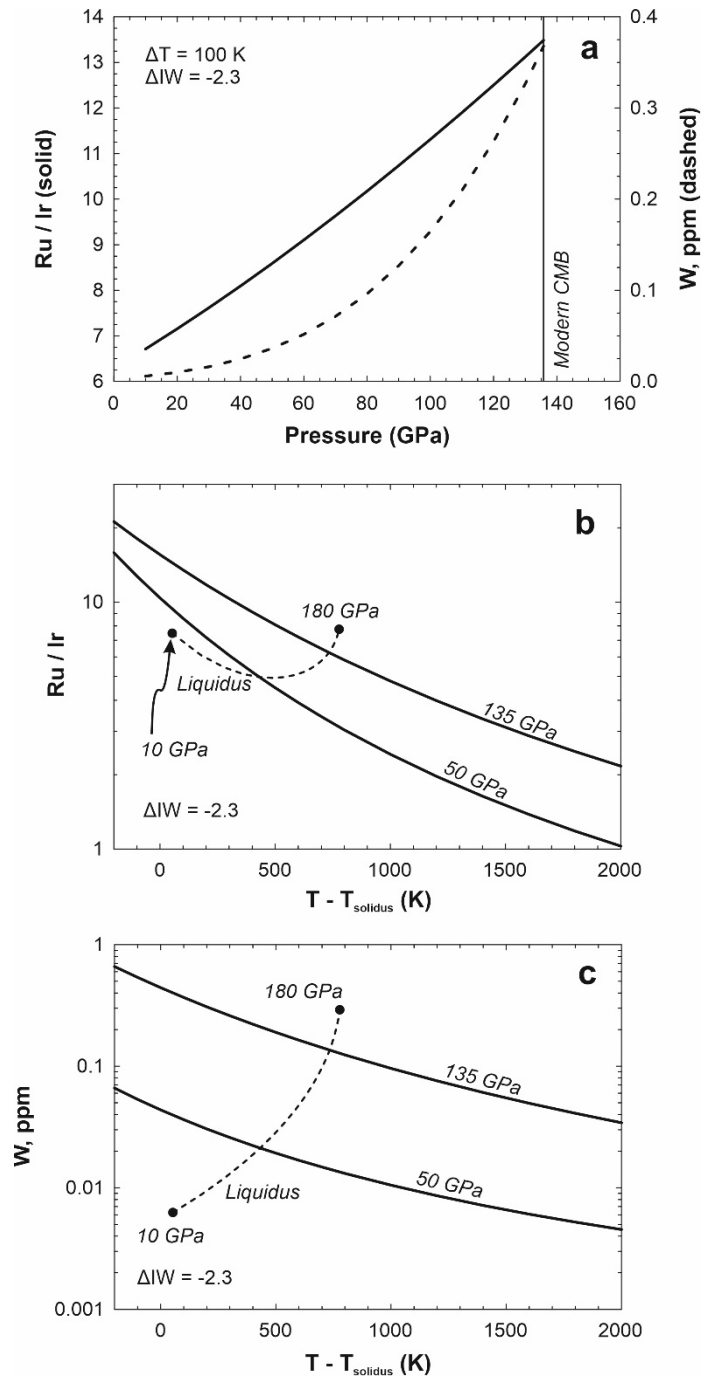 a
ΔT = 100 K
ΔIW = -2.3
14
13
12
11
10
9
8
7
6
Ru / Ir (solid)
0.4
0.3
0.2
0.1
0.0
W, ppm (dashed)
Modern CMB
0 20 40 60 80 100 120 140 160
Pressure (GPa)
b
10
1
Ru / Ir
180 GPa
Liquidus
10 GPa
135 GPa
50 GPa
ΔIW = -2.3
0 500 1000 1500 2000
T - Tsolidus (K)
c
1
0.1
0.01
0.001
W, ppm
180 GPa
135 GPa
50 GPa
Liquidus
10 GPa
ΔIW = -2.3
0 500 1000 1500 2000
T - Tsolidus (K)